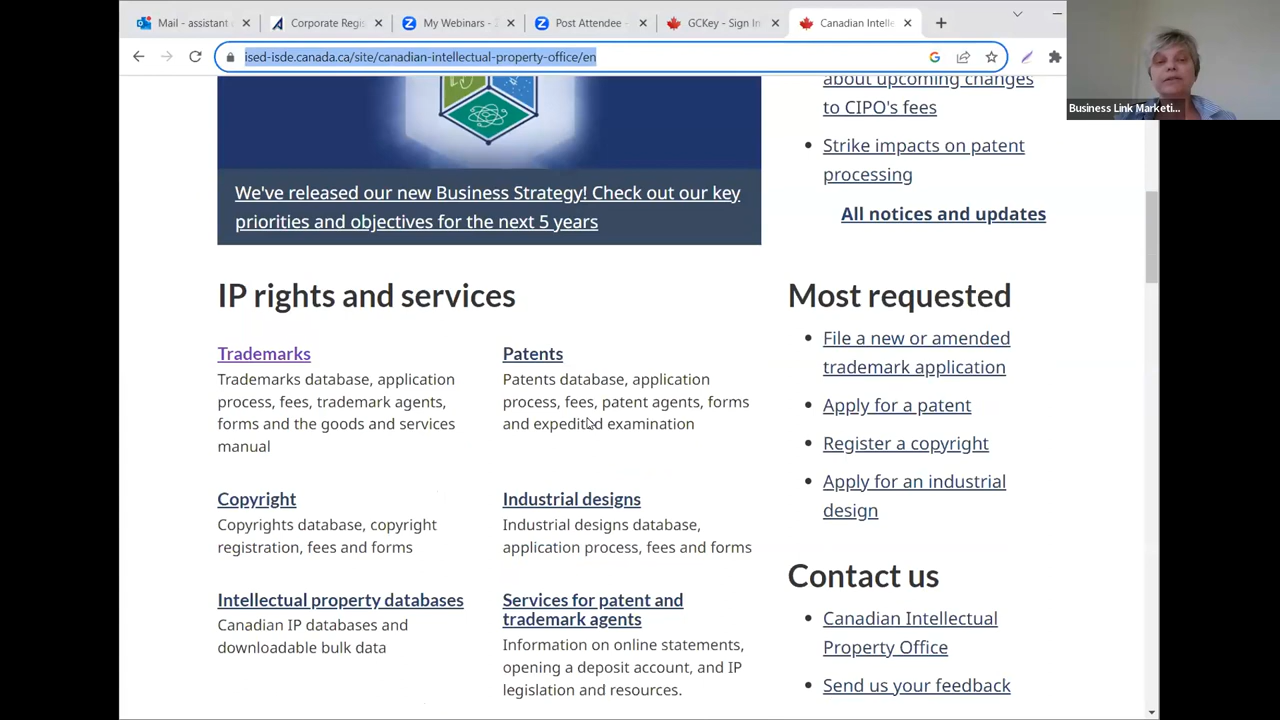 Mail - assistant
Corporate Regis
My Webinars - Z
Post Attendee -
GCKey - Sign In
Canadian Intelle
ised-isde.canada.ca/site/canadian-intellectual-property-office/en
Business Link Marketi...
about upcoming changes
to CIPO's fees
Strike impacts on patent
processing
All notices and updates
We've released our new Business Strategy! Check out our key
priorities and objectives for the next 5 years
IP rights and services
Trademarks
Trademarks database, application
process, fees, trademark agents,
forms and the goods and services
manual
Patents
Patents database, application
process, fees, patent agents, forms
and expedited examination
Copyright
Copyrights database, copyright
registration, fees and forms
Industrial designs
Industrial designs database,
application process, fees and forms
Intellectual property databases
Canadian IP databases and
downloadable bulk data
Services for patent and
trademark agents
Information on online statements,
opening a deposit account, and IP
legislation and resources.
Most requested
File a new or amended
trademark application
Apply for a patent
Register a copyright
Apply for an industrial
design
Contact us
Canadian Intellectual
Property Office
Send us your feedback